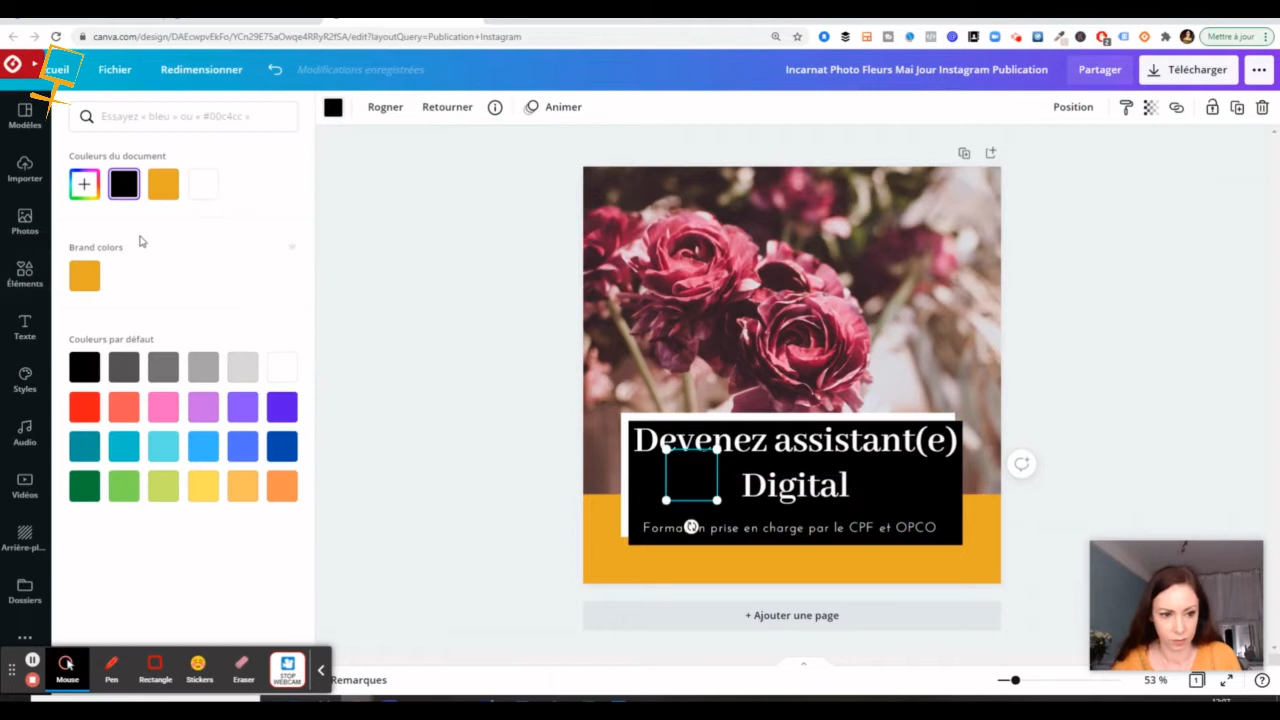 canva.com/design/DAEcwpvEkFo/YCn29E75aOwqe4RRyR2fSA/edit?layoutQuery=Publication+Instagram
Mettre à jour
cueil
Fichier
Redimensionner
Modifications enregistrées
Incarnat Photo Fleurs Mai Jour Instagram Publication
Partager
Télécharger
Modèles
Importer
Photos
Éléments
Texte
Styles
Audio
Vidéos
Arrière-pl...
Dossiers
Essayez « bleu » ou « #00c4cc »
Couleurs du document
Brand colors
Couleurs par défaut
Rogner
Retourner
Animer
Position
Devenez assistant(e)
Digital
Forma n prise en charge par le CPF et OPCO
+ Ajouter une page
Mouse
Pen
Rectangle
Stickers
Eraser
STOP
WEBCAM
Remarques
53 %
1